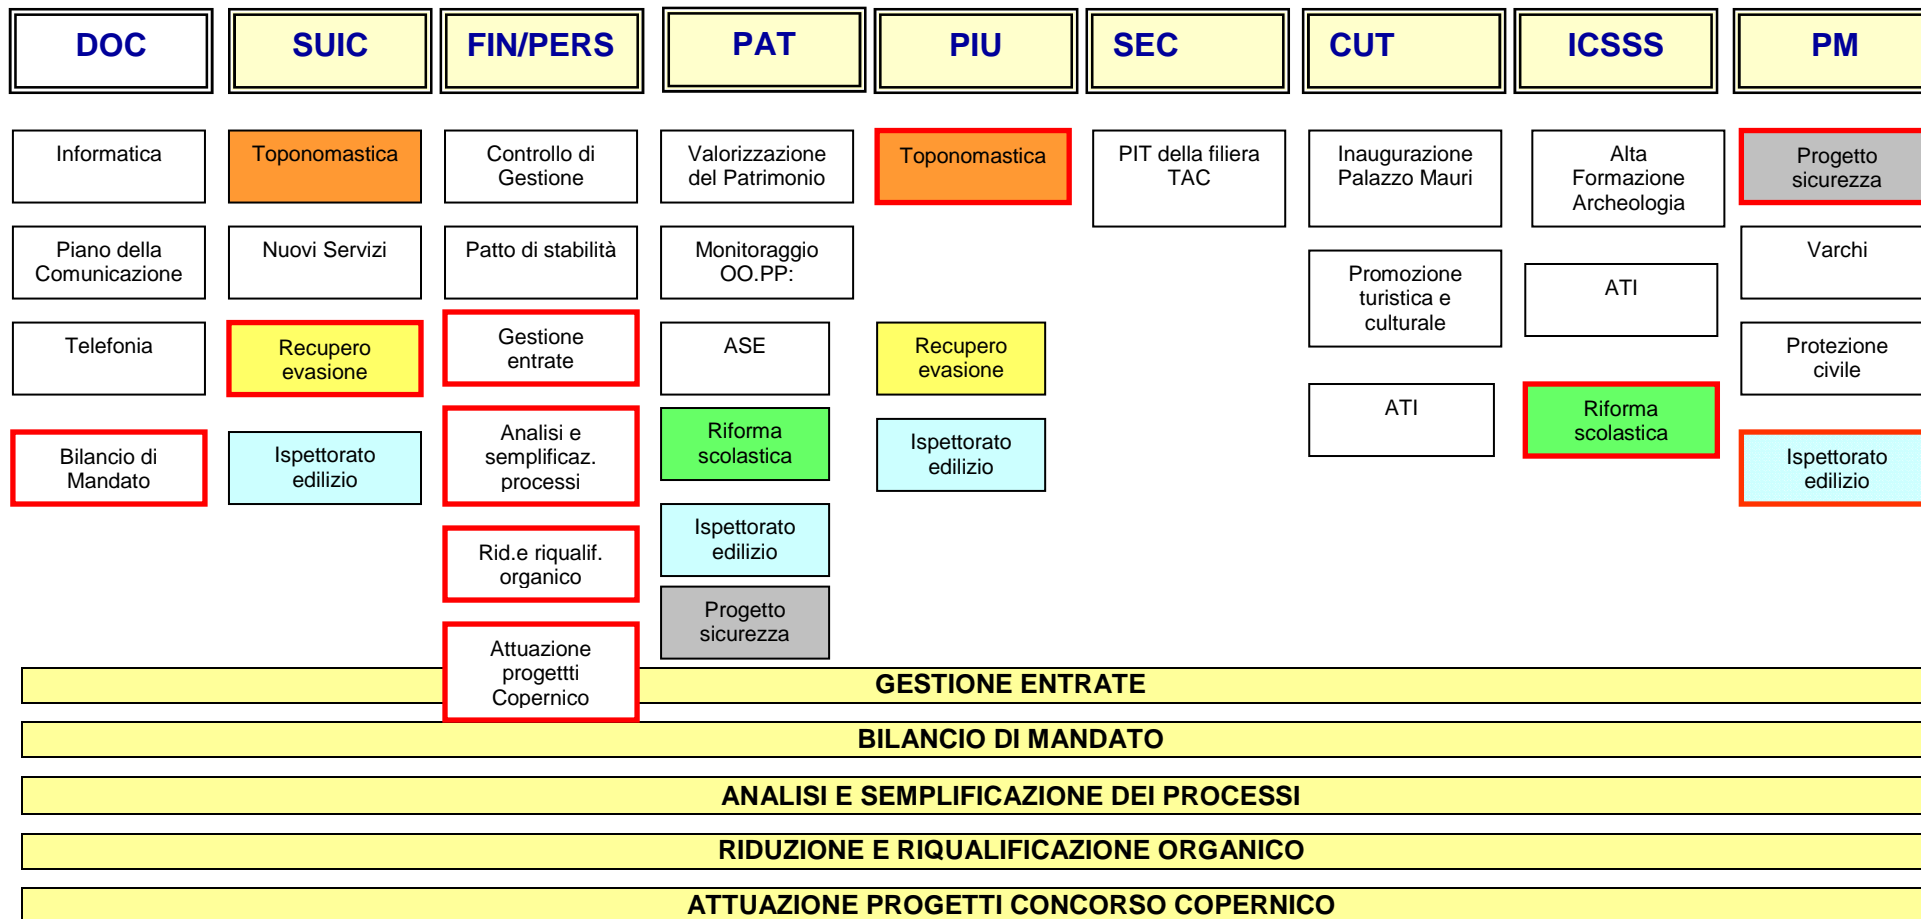 DOC
SUIC
FIN/PERS
PAT
PIU
SEC
CUT
ICSSS
PM
Informatica
Piano della
Comunicazione
Telefonia
Bilancio di
Mandato
Toponomastica
Nuovi Servizi
Recupero
evasione
Ispettorato
edilizio
Controllo di
Gestione
Patto di stabilità
Gestione
entrate
Analisi e
semplificaz.
processi
Rid.e riqualif.
organico
Attuazione
progettti
Copernico
Valorizzazione
del Patrimonio
Monitoraggio
OO.PP:
ASE
Riforma
scolastica
Ispettorato
edilizio
Progetto
sicurezza
Toponomastica
Recupero
evasione
Ispettorato
edilizio
PIT della filiera
TAC
Inaugurazione
Palazzo Mauri
Promozione
turistica e
culturale
ATI
Alta
Formazione
Archeologia
ATI
Riforma
scolastica
Progetto
sicurezza
Varchi
Protezione
civile
Ispettorato
edilizio
GESTIONE ENTRATE
BILANCIO DI MANDATO
ANALISI E SEMPLIFICAZIONE DEI PROCESSI
RIDUZIONE E RIQUALIFICAZIONE ORGANICO
ATTUAZIONE PROGETTI CONCORSO COPERNICO